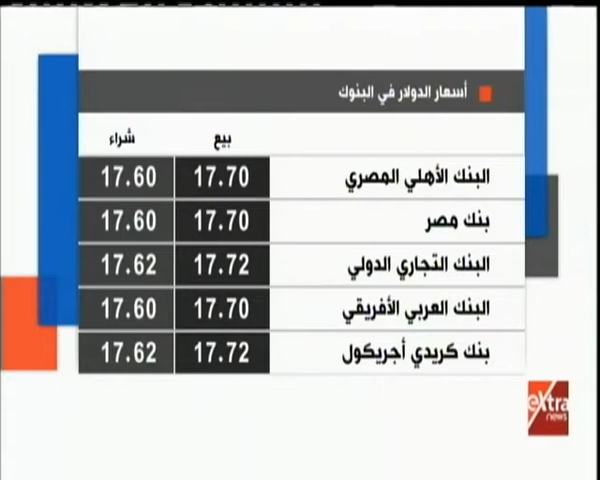 أسعار الدولار في البنوك
بيع شراء
البنك الأهلي المصري 17.70 17.60
بنك مصر 17.70 17.60
البنك التجاري الدولي 17.72 17.62
البنك العربي الأفريقي 17.70 17.60
بنك كريدي أجريكول 17.72 17.62
eXtra
news